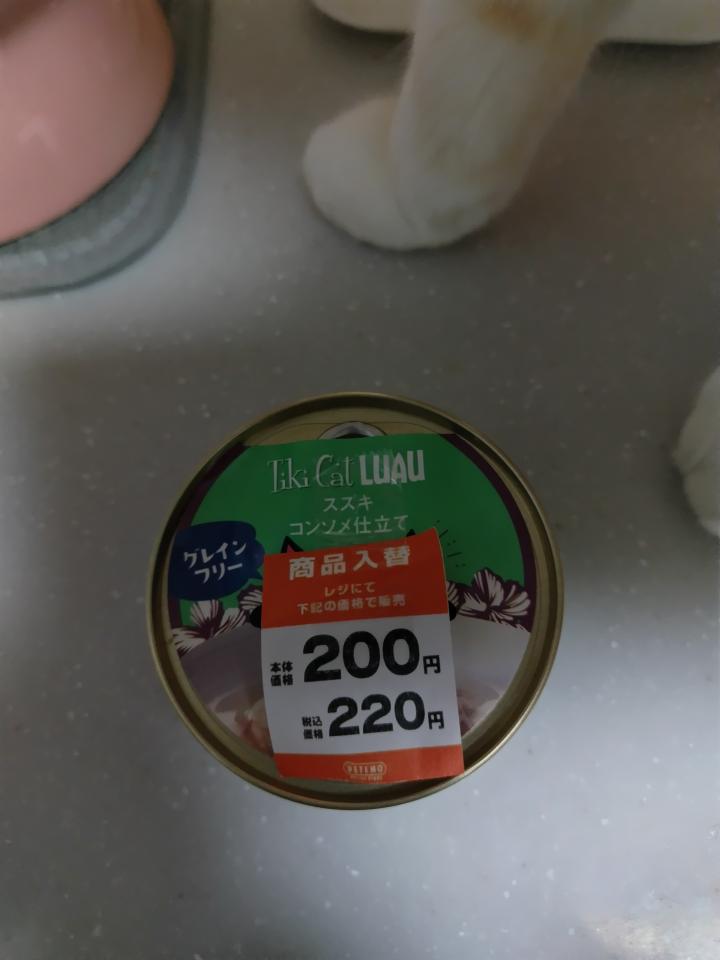 Tiki Cat LUAU
スズキ
コンソメ仕立て
グレイン
フリー
商品入替
レジにて
下記の価格で販売
本体
価格 200円
税込
価格 220円
PETEMO